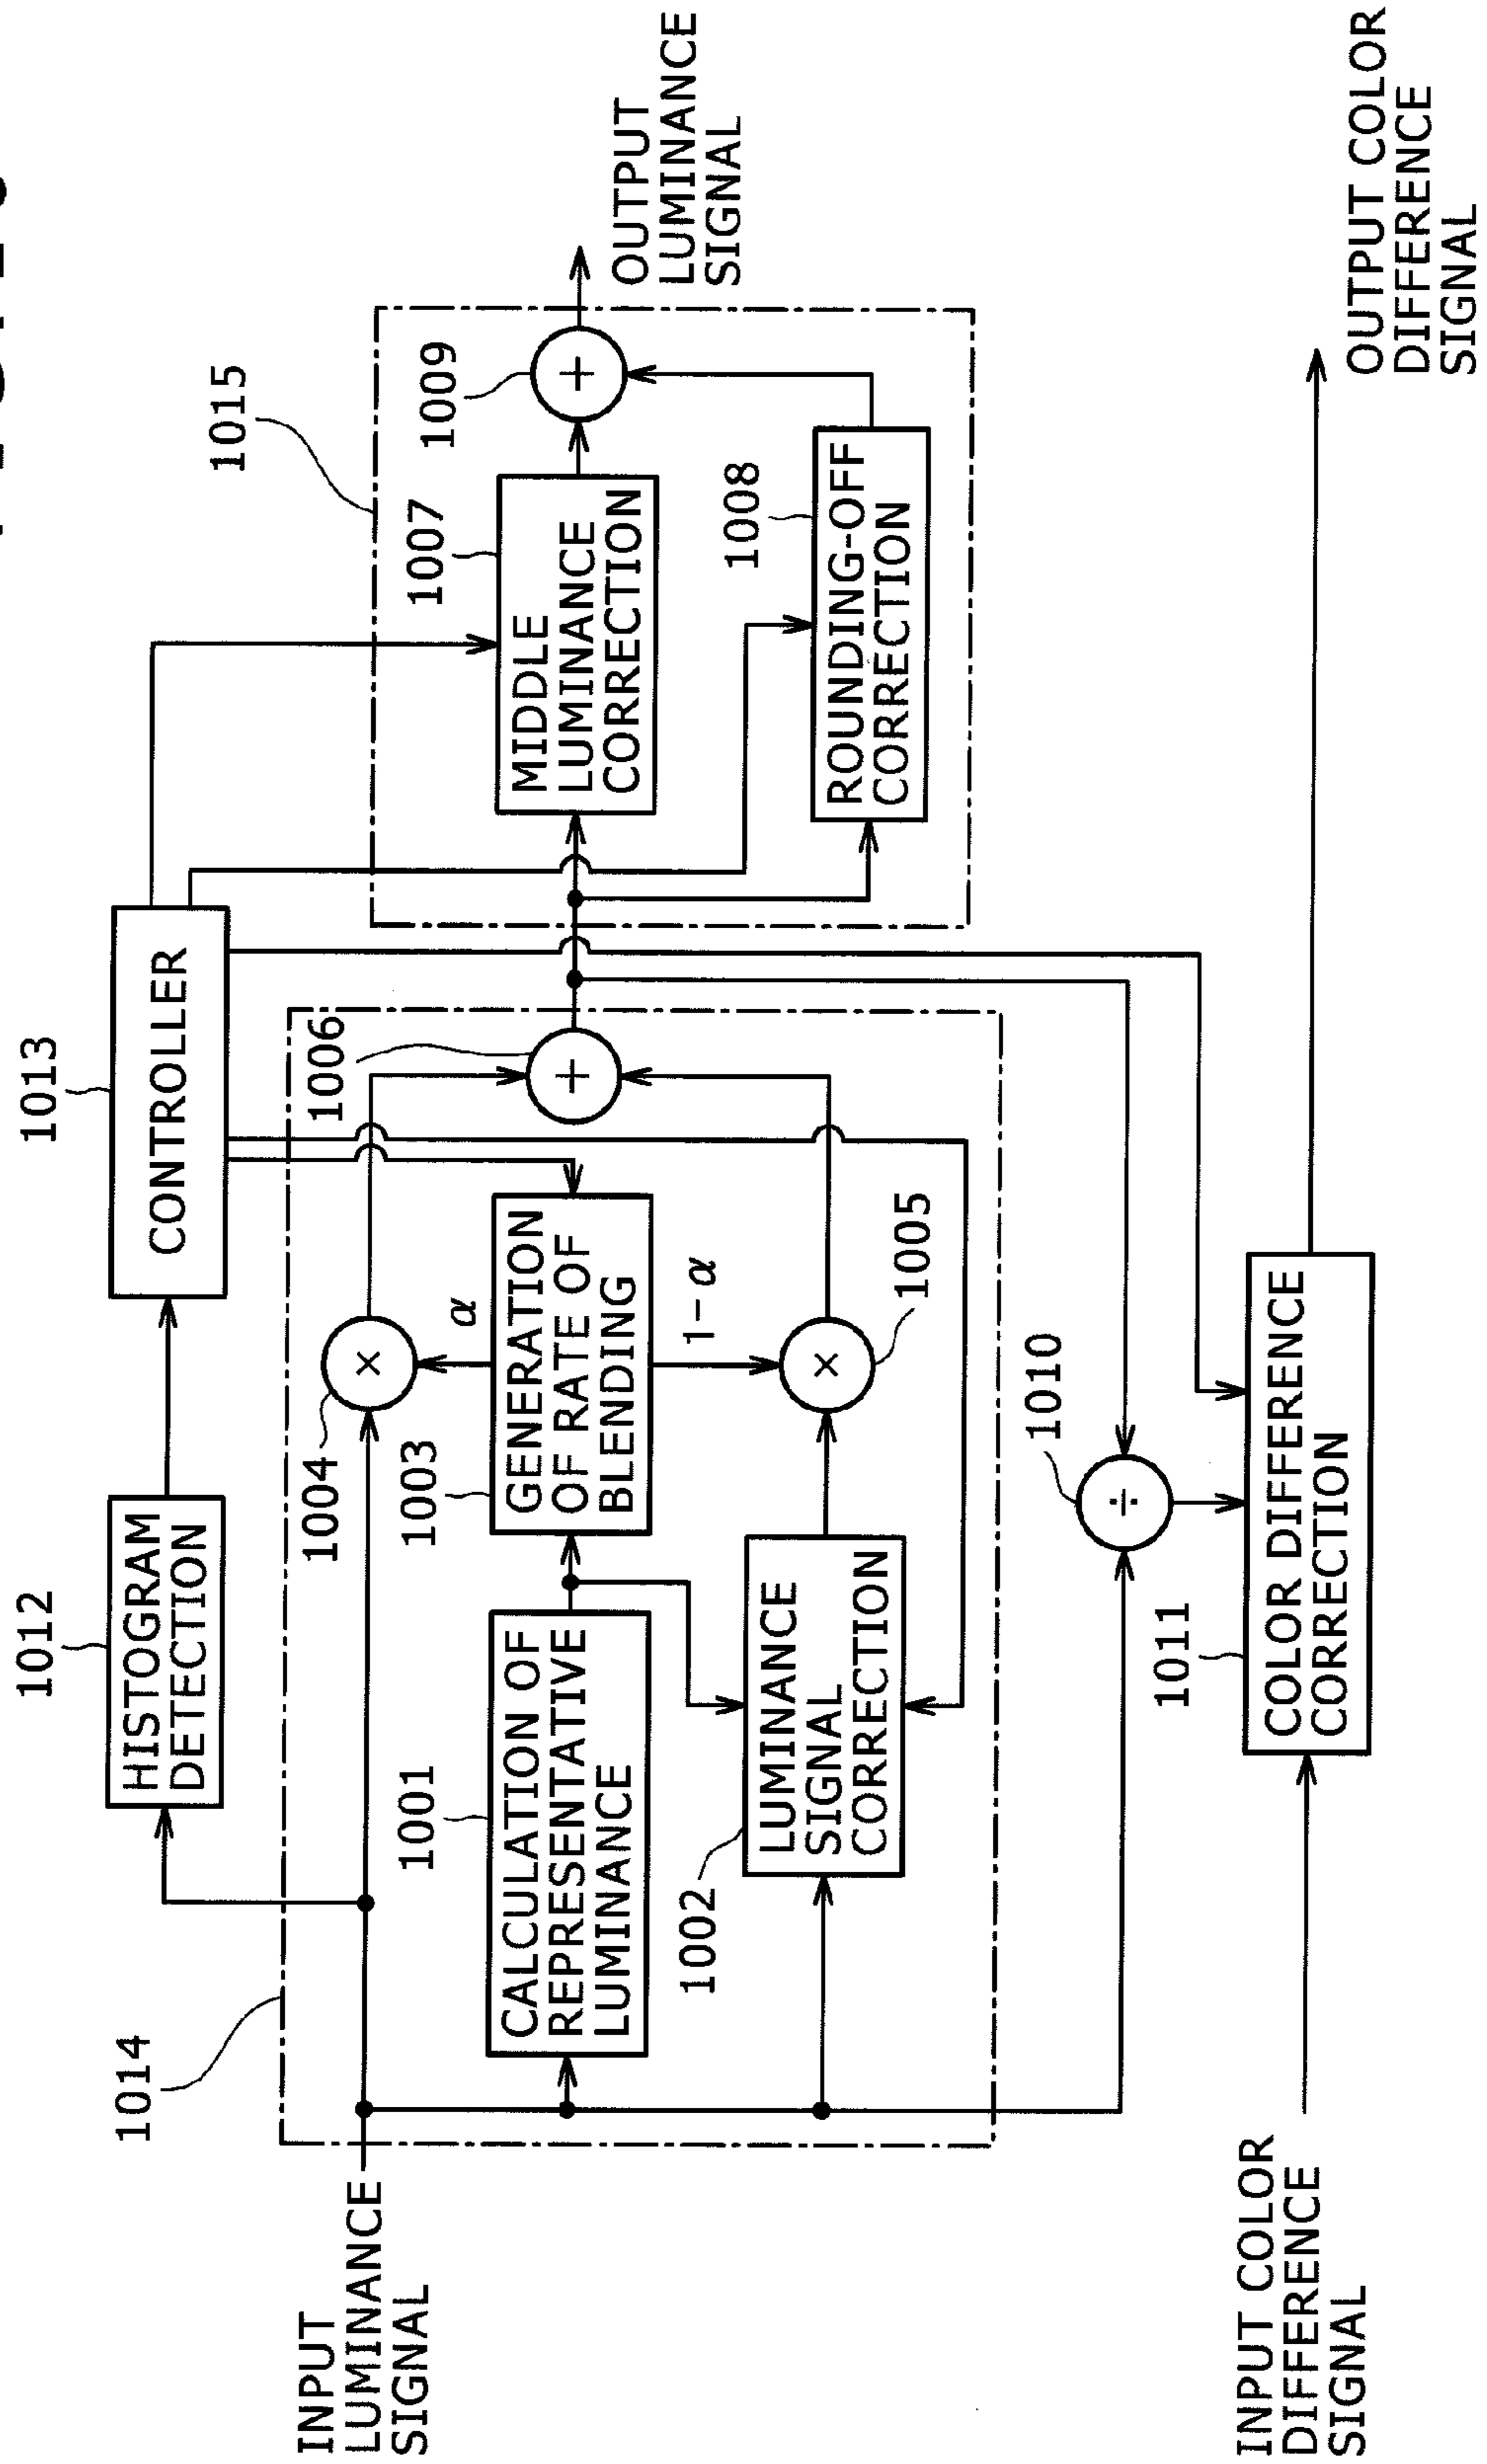 1012
HISTOGRAM
DETECTION
1013
CONTROLLER
1014
1015
INPUT
LUMINANCE
SIGNAL
1004
×
α
1003
GENERATION
OF RATE OF
BLENDING
1-α
1001
CALCULATION OF
REPRESENTATIVE
LUMINANCE
1002
LUMINANCE
SIGNAL
CORRECTION
×
1005
1006
+
1007
MIDDLE
LUMINANCE
CORRECTION
1008
ROUNDING-OFF
CORRECTION
1009
+
OUTPUT
LUMINANCE
SIGNAL
1010
÷
1011
COLOR DIFFERENCE
CORRECTION
INPUT COLOR
DIFFERENCE
SIGNAL
OUTPUT COLOR
DIFFERENCE
SIGNAL